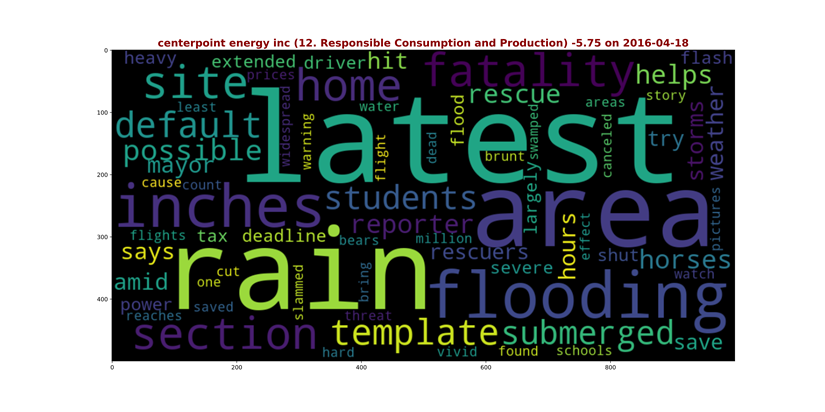 centerpoint energy inc (12. Responsible Consumption and Production) -5.75 on 2016-04-18
0
100
200
300
400
0 200 400 600 800
heavy extended driver hit fatality flash
site prices home helps
latest
least widespread water rescue areas story
default warning flood swamped canceled storms weather
possible flight dead brunt try
mayor
cause count students largely area
inches reporter hours effect pictures
flights tax deadline bears million
says rain rescuers shut horses
amid one cut slammed bring severe flooding watch
power saved threat
reaches
section template submerged save
hard vivid found schools